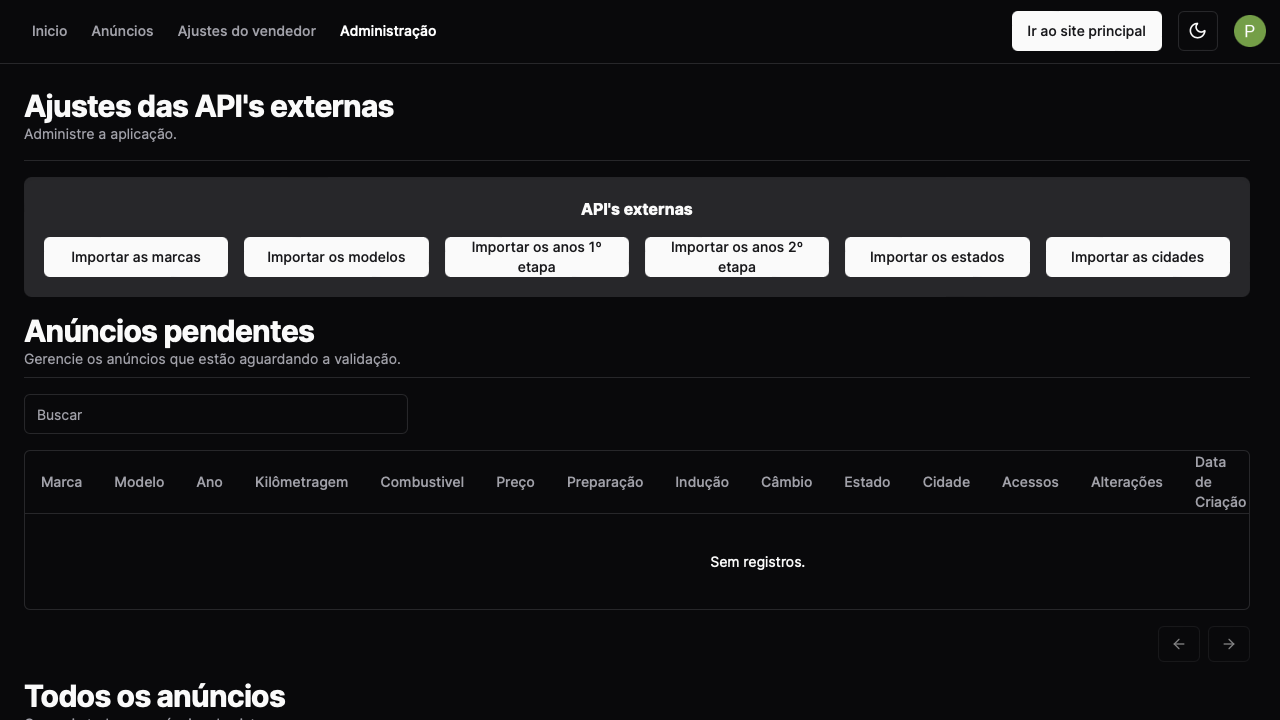 Inicio Anúncios Ajustes do vendedor Administração Ir ao site principal P
Ajustes das API's externas
Administre a aplicação.
API's externas
Importar as marcas Importar os modelos Importar os anos 1º etapa Importar os anos 2º etapa Importar os estados Importar as cidades
Anúncios pendentes
Gerencie os anúncios que estão aguardando a validação.
Buscar
Marca Modelo Ano Kilômetragem Combustivel Preço Preparação Indução Câmbio Estado Cidade Acessos Alterações Data de Criação
Sem registros.
Todos os anúncios